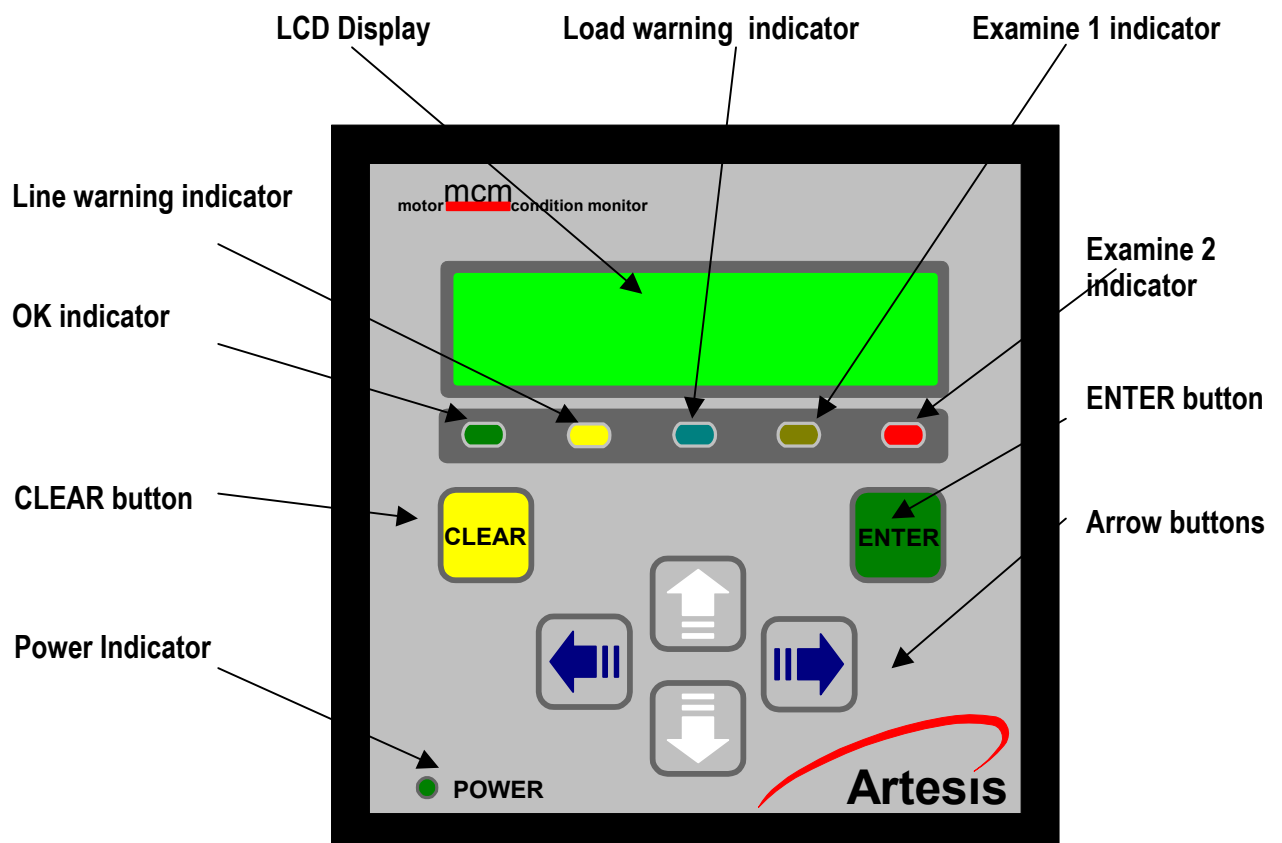 LCD Display
Load warning indicator
Examine 1 indicator
Line warning indicator
mcm
motor condition monitor
Examine 2
indicator
OK indicator
ENTER button
CLEAR button
CLEAR
ENTER
Arrow buttons
Power Indicator
POWER
Artesis